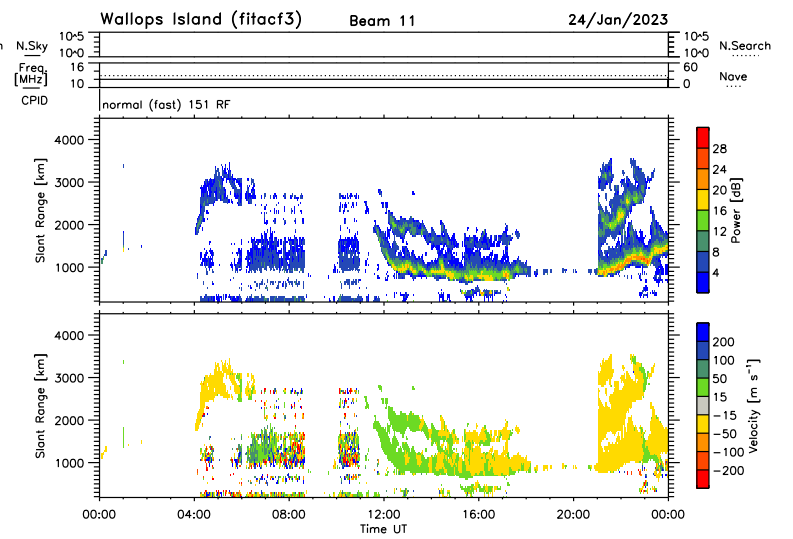 Wallops Island (fitacf3) Beam 11 24/Jan/2023
n N.Sky 10^5 10^5 N.Search
10^0 10^0
Freq. 16 60 Nave
[MHz] 10 0
CPID normal (fast) 151 RF
Slant Range [km]
4000
3000
2000
1000
28
24
20
16
12
8
4
Power [dB]
Slant Range [km]
4000
3000
2000
1000
200
100
50
15
-15
-50
-100
-200
Velocity [m s⁻¹]
00:00 04:00 08:00 12:00 16:00 20:00 00:00
Time UT